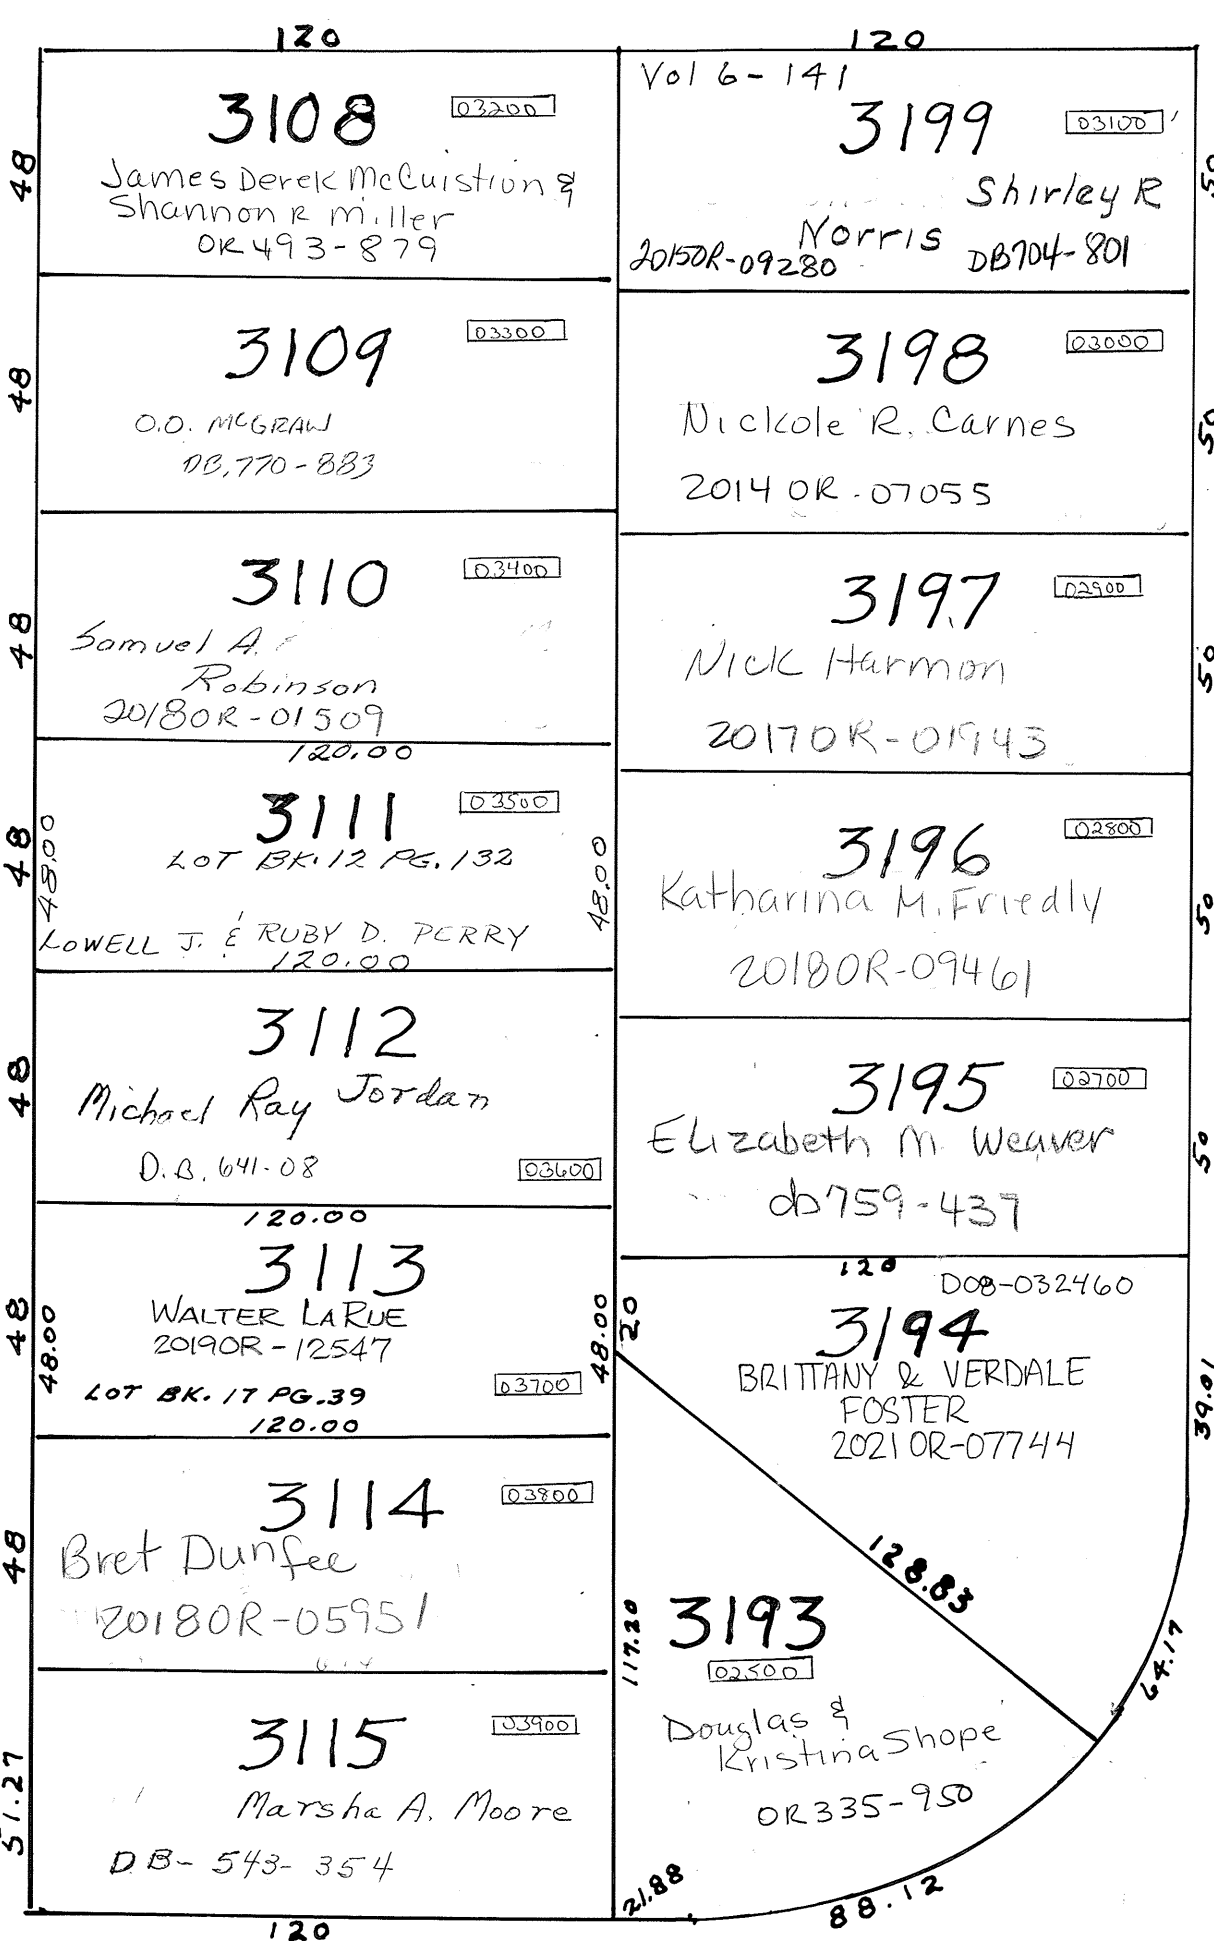 120
48
3108
03200
James Derek McCuistion &
Shannon R Miller
OR 493-879
48
3109
03300
O.O. McGRAW
DB.770-883
48
3110
03400
Samuel A.
Robinson
2018OR-01509
120.00
48
48.00
3111
03500
LOT BK.12 PG.132
48.00
LOWELL J. & RUBY D. PERRY
120.00
48
3112
Michael Ray Jordan
D.B. 641-08
03600
120.00
48
48.00
3113
WALTER LARUE
2019OR-12547
48.00
LOT BK. 17 PG.39
03700
120.00
48
3114
03800
Bret Dunfee
2018OR-05951
51.27
3115
03900
Marsha A. Moore
DB- 543- 354
120
120
Vol 6-141
3199
03100
50
Shirley R
Norris
2015OR-09280
DB704-801
3198
03000
50
Nickole R. Carnes
2014 OR-07055
3197
02900
50
Nick Harmon
2017OR-01943
3196
02800
50
Katharina M. Friedly
2018OR-09461
3195
02700
50
Elizabeth M. Weaver
db759-437
120
D08-032460
20
3194
BRITTANY & VERDALE
FOSTER
2021 OR-07744
39.01
128.83
64.17
117.20
3193
02500
Douglas &
Kristina Shope
OR335-950
21.88
88.12